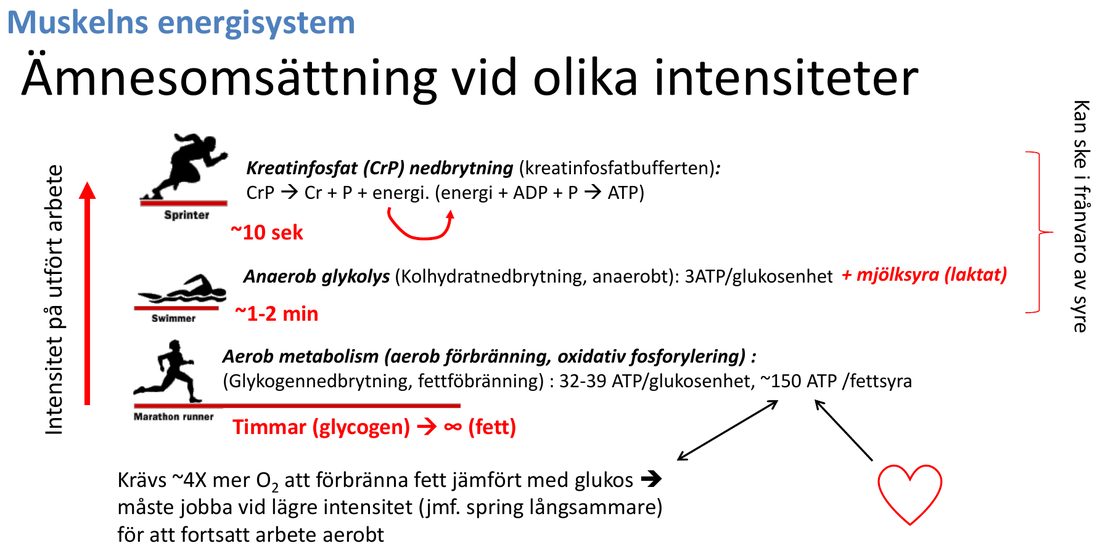 Muskelns energisystem
Ämnesomsättning vid olika intensiteter
Kan ske i frånvaro av syre
Intensitet på utfört arbete
Kreatinfosfat (CrP) nedbrytning (kreatinfosfatbufferten):
CrP → Cr + P + energi. (energi + ADP + P → ATP)
Sprinter
~10 sek
Anaerob glykolys (Kolhydratnedbrytning, anaerobt): 3ATP/glukosenhet + mjölksyra (laktat)
Swimmer
~1-2 min
Aerob metabolism (aerob förbränning, oxidativ fosforylering) :
(Glykogennedbrytning, fettföbränning) : 32-39 ATP/glukosenhet, ~150 ATP /fettsyra
Marathon runner
Timmar (glycogen) → ∞ (fett)
Krävs ~4X mer O₂ att förbränna fett jämfört med glukos →
måste jobba vid lägre intensitet (jmf. spring långsammare)
för att fortsatt arbete aerobt